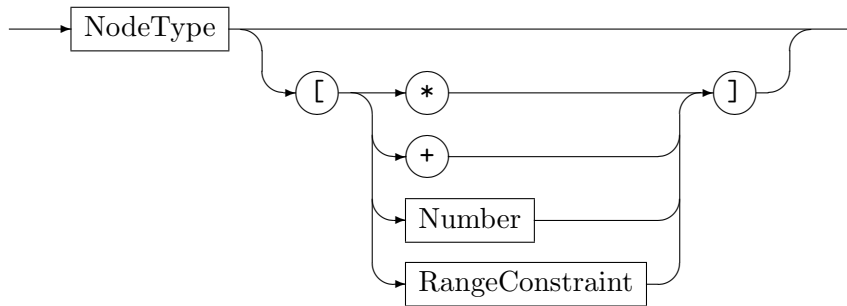 NodeType
[ * ]
+
Number
RangeConstraint